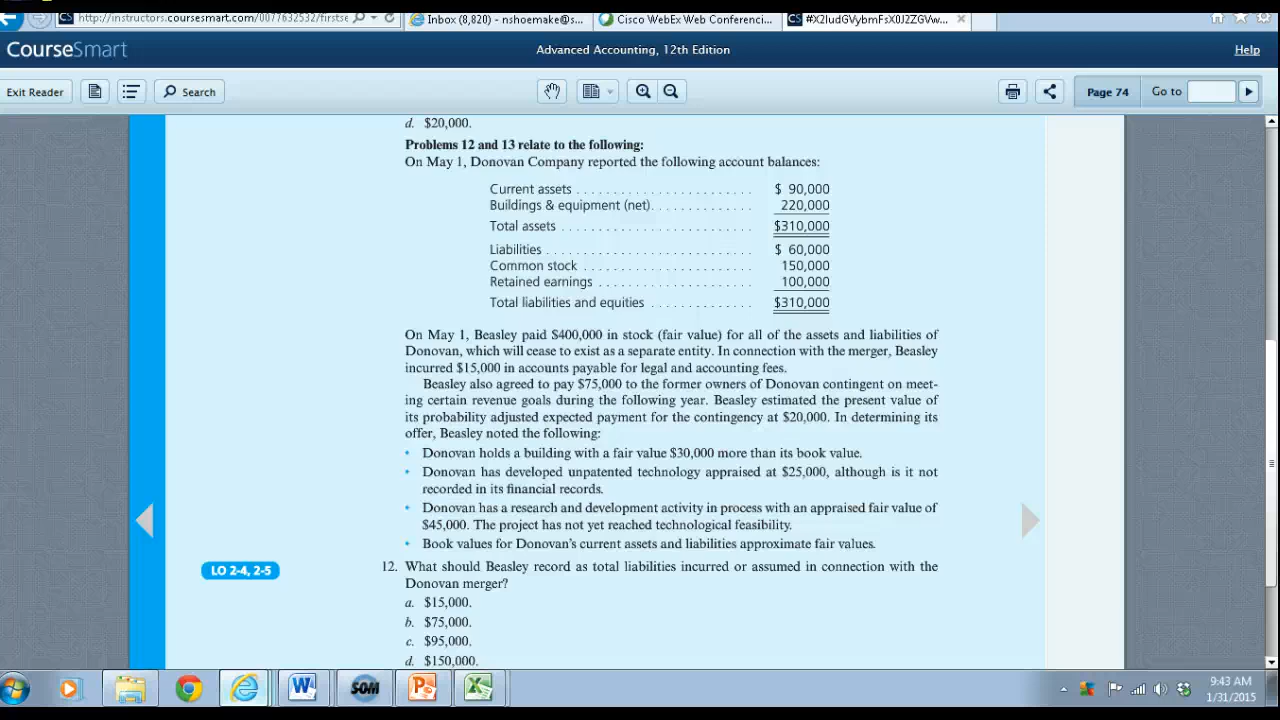 http://instructors.coursesmart.com/0077632532/firstse
Inbox (8,820) - nshoemake@s...
Cisco WebEx Web Conferenci...
CS #X2ludGVybmFsX0J2ZGVw...
CourseSmart
Advanced Accounting, 12th Edition
Help
Exit Reader
Search
Page 74
Go to
d. $20,000.
Problems 12 and 13 relate to the following:
On May 1, Donovan Company reported the following account balances:
Current assets . . . . . . . . . . . . . . . . . . . . . . . . $ 90,000
Buildings & equipment (net). . . . . . . . . . . . . . 220,000
Total assets . . . . . . . . . . . . . . . . . . . . . . . . . . $310,000
Liabilities . . . . . . . . . . . . . . . . . . . . . . . . . . . . $ 60,000
Common stock . . . . . . . . . . . . . . . . . . . . . . . 150,000
Retained earnings . . . . . . . . . . . . . . . . . . . . . 100,000
Total liabilities and equities . . . . . . . . . . . . . $310,000
On May 1, Beasley paid $400,000 in stock (fair value) for all of the assets and liabilities of
Donovan, which will cease to exist as a separate entity. In connection with the merger, Beasley
incurred $15,000 in accounts payable for legal and accounting fees.
Beasley also agreed to pay $75,000 to the former owners of Donovan contingent on meet-
ing certain revenue goals during the following year. Beasley estimated the present value of
its probability adjusted expected payment for the contingency at $20,000. In determining its
offer, Beasley noted the following:
• Donovan holds a building with a fair value $30,000 more than its book value.
• Donovan has developed unpatented technology appraised at $25,000, although is it not
recorded in its financial records.
• Donovan has a research and development activity in process with an appraised fair value of
$45,000. The project has not yet reached technological feasibility.
• Book values for Donovan's current assets and liabilities approximate fair values.
LO 2-4, 2-5
12. What should Beasley record as total liabilities incurred or assumed in connection with the
Donovan merger?
a. $15,000.
b. $75,000.
c. $95,000.
d. $150,000.
SOM
9:43 AM
1/31/2015